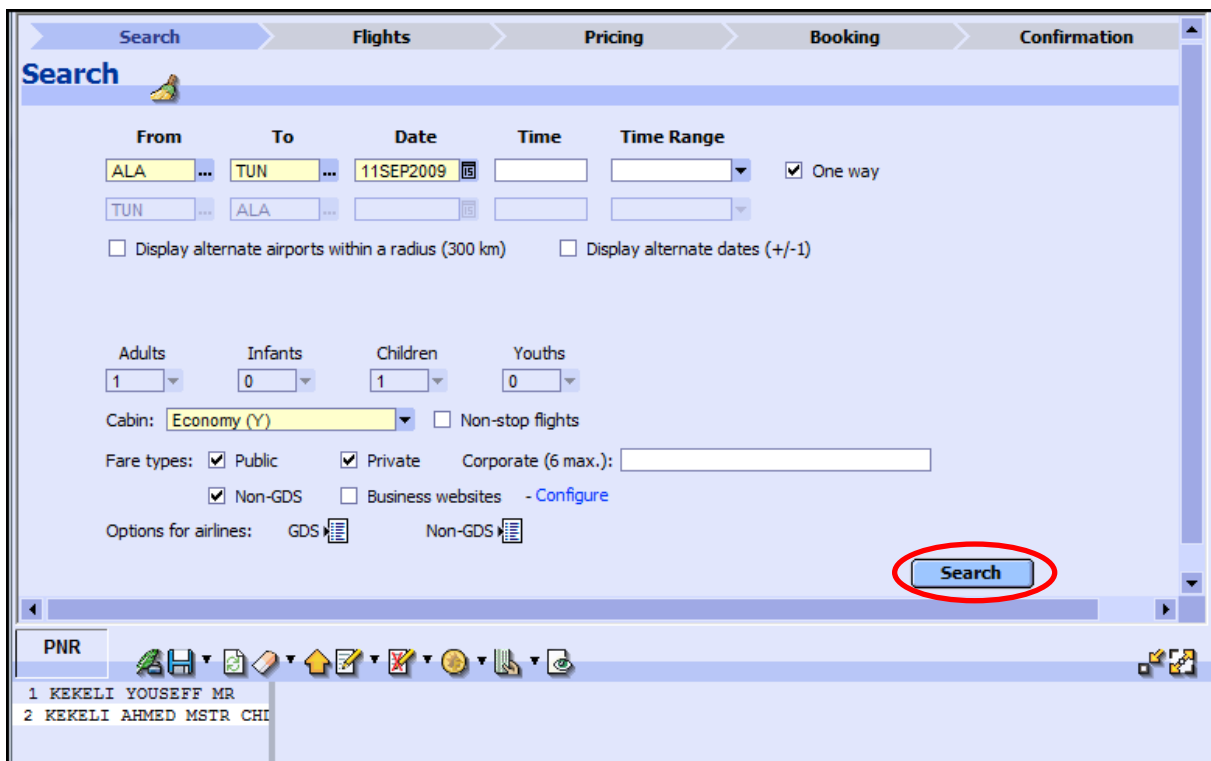 Search Flights Pricing Booking Confirmation
Search
From To Date Time Time Range
ALA ... TUN ... 11SEP2009 15 One way
TUN ... ALA ... 15
Display alternate airports within a radius (300 km) Display alternate dates (+/-1)
Adults Infants Children Youths
1 0 1 0
Cabin: Economy (Y) Non-stop flights
Fare types: Public Private Corporate (6 max.):
Non-GDS Business websites - Configure
Options for airlines: GDS Non-GDS
Search
PNR
1 KEKELI YOUSEFF MR
2 KEKELI AHMED MSTR CHD